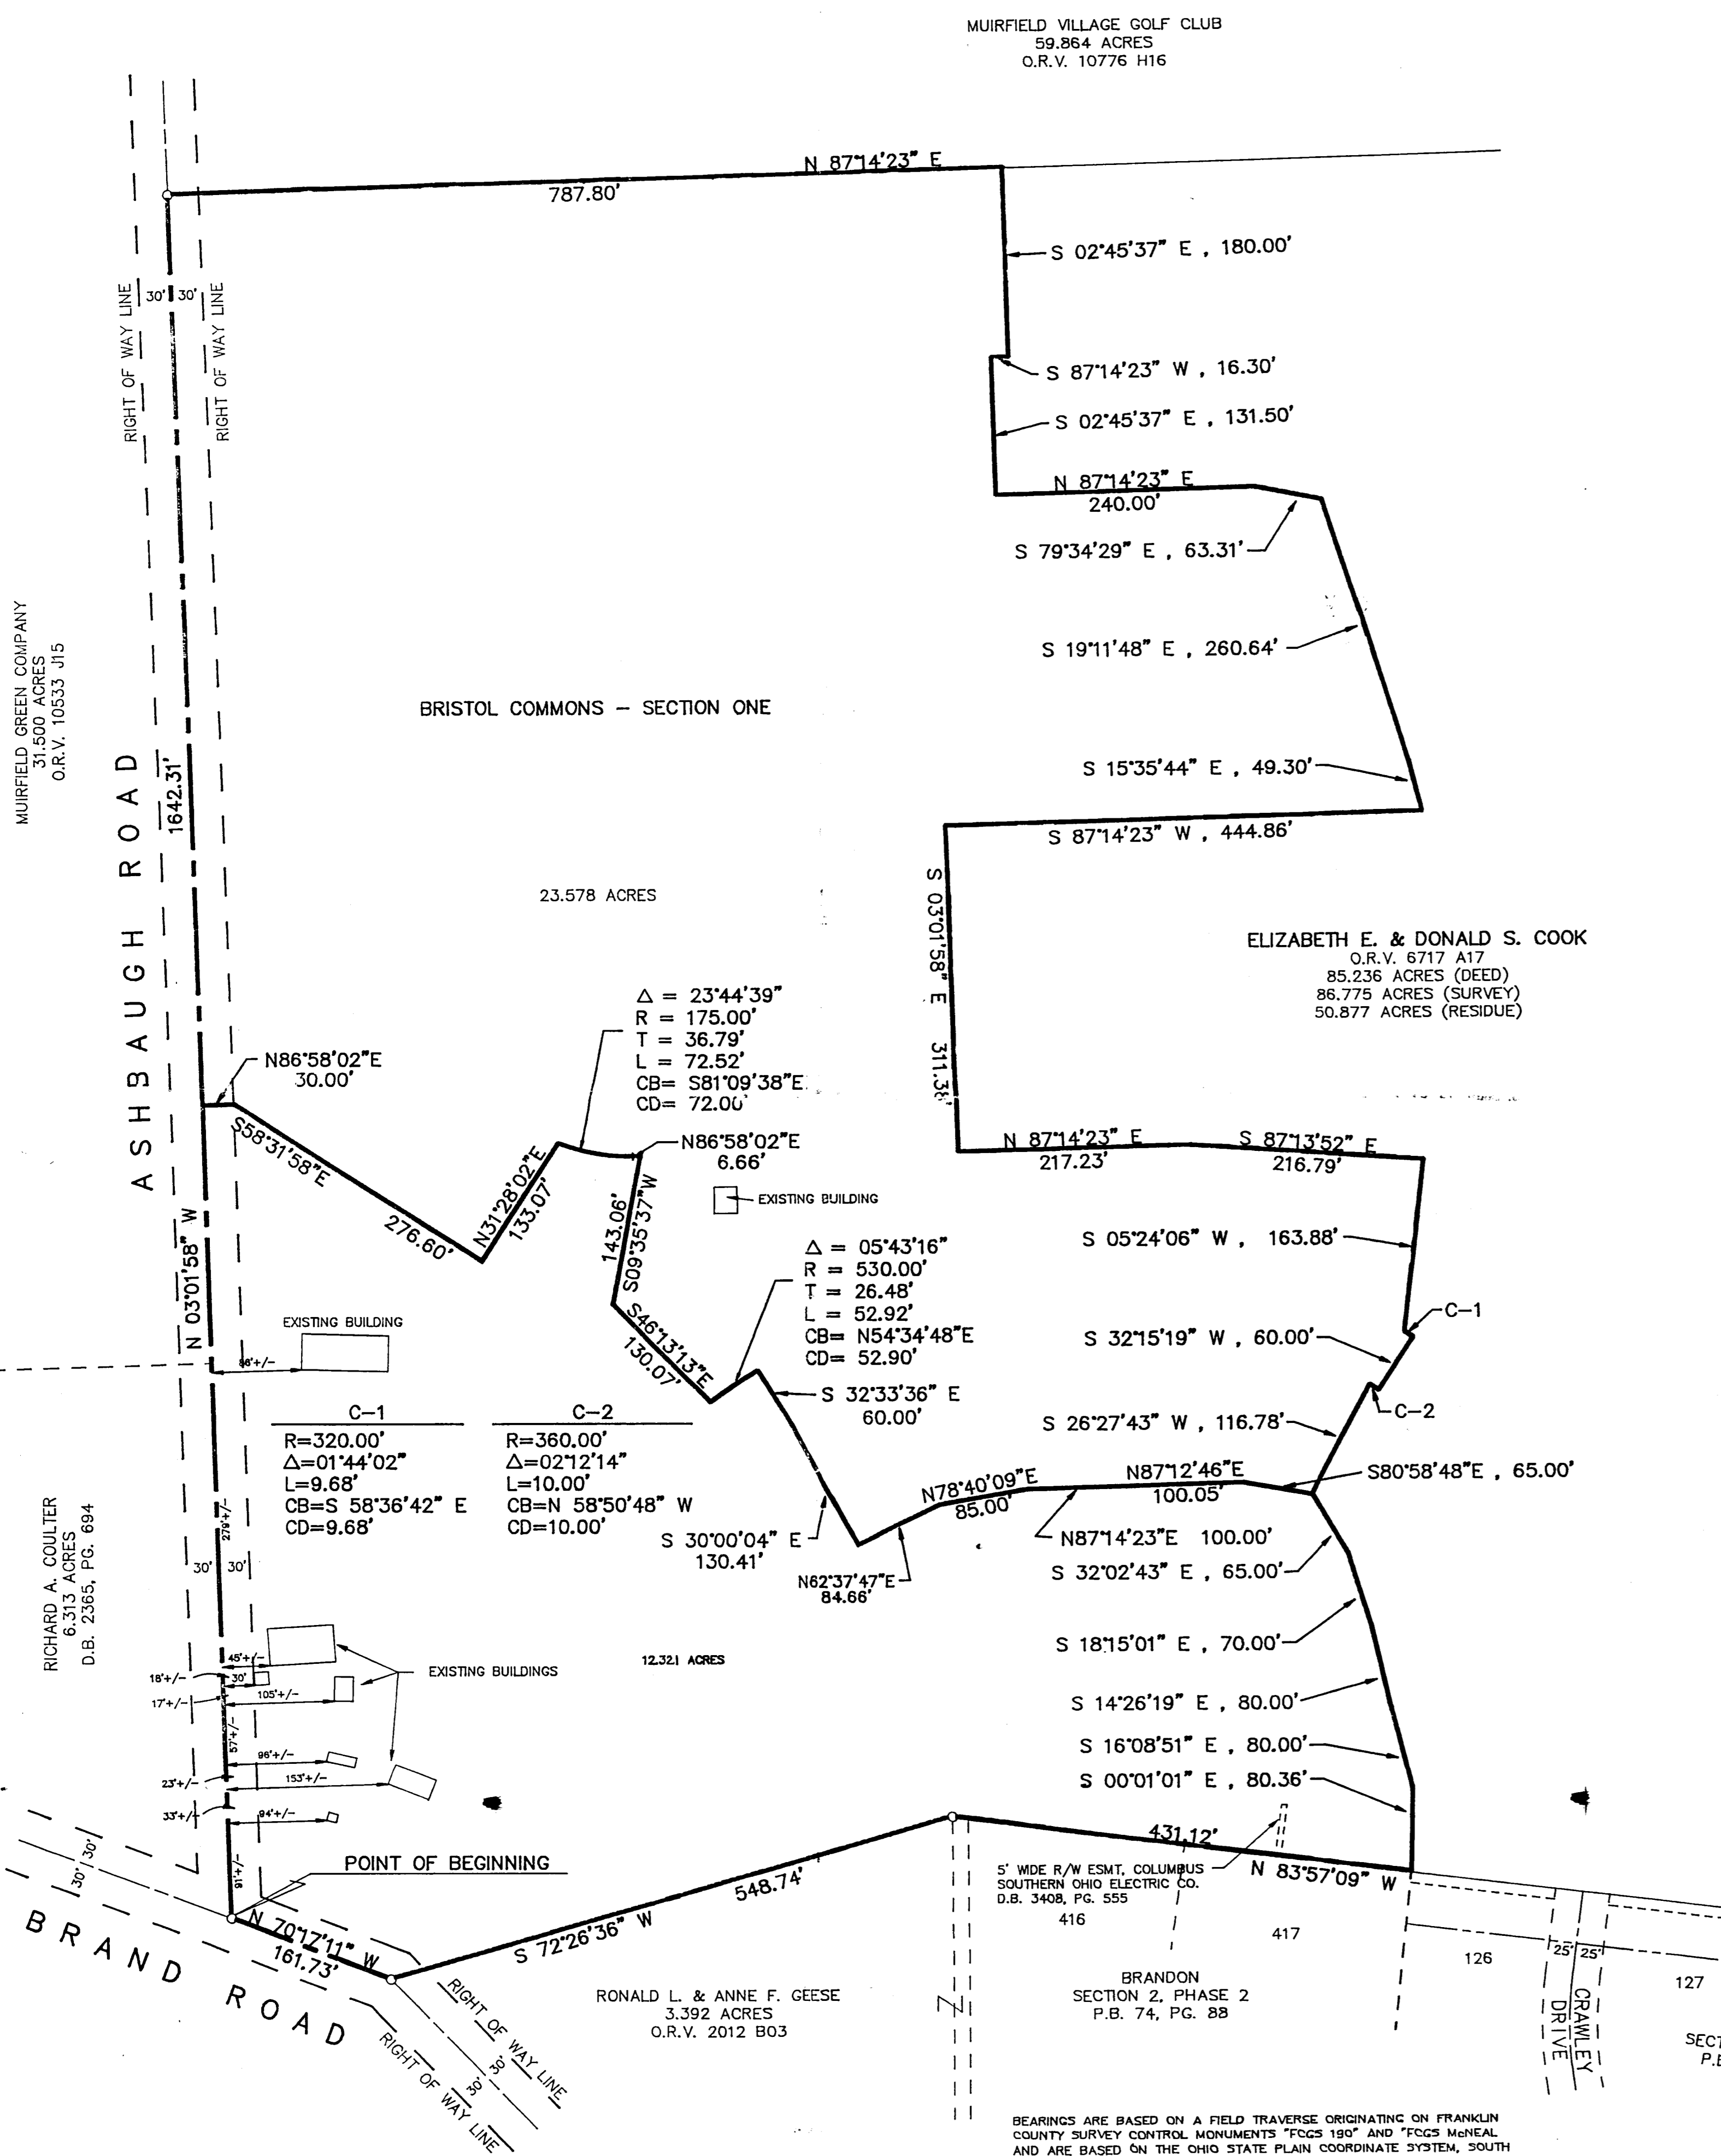 MUIRFIELD VILLAGE GOLF CLUB
59.864 ACRES
O.R.V. 10776 H16
N 87°14'23" E
787.80'
S 02°45'37" E , 180.00'
30' 30'
RIGHT OF WAY LINE
RIGHT OF WAY LINE
S 87°14'23" W , 16.30'
S 02°45'37" E , 131.50'
N 87°14'23" E
240.00'
S 79°34'29" E , 63.31'
S 19°11'48" E , 260.64'
MUIRFIELD GREEN COMPANY
31.500 ACRES
O.R.V. 10533 J15
BRISTOL COMMONS – SECTION ONE
S 15°35'44" E , 49.30'
ASHBAUGH ROAD
1642.31'
S 87°14'23" W , 444.86'
23.578 ACRES
S 03°01'58" E 311.38'
ELIZABETH E. & DONALD S. COOK
O.R.V. 6717 A17
85.236 ACRES (DEED)
86.775 ACRES (SURVEY)
50.877 ACRES (RESIDUE)
Δ = 23°44'39"
R = 175.00'
T = 36.79'
L = 72.52'
CB= S81°09'38"E
CD= 72.00'
N86°58'02"E
30.00'
S58°31'58"E
276.60'
N31°28'02"E
133.07'
N86°58'02"E
6.66'
143.06'
S09°35'37"W
EXISTING BUILDING
N 87°14'23" E
217.23'
S 87°13'52" E
216.79'
S 05°24'06" W , 163.88'
N 03°01'58" W
Δ = 05°43'16"
R = 530.00'
T = 26.48'
L = 52.92'
CB= N54°34'48"E
CD= 52.90'
S46°13'13"E
130.07'
C–1
S 32°15'19" W , 60.00'
EXISTING BUILDING
86'+/-
S 32°33'36" E
60.00'
C–2
S 26°27'43" W , 116.78'
C–1
R=320.00'
Δ=01°44'02"
L=9.68'
CB=S 58°36'42" E
CD=9.68'
C–2
R=360.00'
Δ=02°12'14"
L=10.00'
CB=N 58°50'48" W
CD=10.00'
N87°12'46"E
100.05'
S80°58'48"E , 65.00'
N78°40'09"E
85.00'
S 30°00'04" E
130.41'
N87°14'23"E 100.00'
S 32°02'43" E , 65.00'
N62°37'47"E
84.66'
RICHARD A. COULTER
6.313 ACRES
D.B. 2365, PG. 694
279'+/-
30' 30'
S 18°15'01" E , 70.00'
12.321 ACRES
EXISTING BUILDINGS
45'+/-
18'+/-
30'
17'+/-
105'+/-
57'+/-
96'+/-
23'+/-
153'+/-
33'+/-
94'+/-
91'+/-
S 14°26'19" E , 80.00'
S 16°08'51" E , 80.00'
S 00°01'01" E , 80.36'
431.12'
N 83°57'09" W
5' WIDE R/W ESMT, COLUMBUS
SOUTHERN OHIO ELECTRIC CO.
D.B. 3408, PG. 555
30' 30'
POINT OF BEGINNING
548.74'
S 72°26'36" W
N 70°17'11" W
161.73'
BRAND ROAD
416
417
126
25' 25'
127
CRAWLEY
DRIVE
RONALD L. & ANNE F. GEESE
3.392 ACRES
O.R.V. 2012 B03
BRANDON
SECTION 2, PHASE 2
P.B. 74, PG. 88
RIGHT OF WAY LINE
30' 30'
RIGHT OF WAY LINE
SECT
P.B
BEARINGS ARE BASED ON A FIELD TRAVERSE ORIGINATING ON FRANKLIN
COUNTY SURVEY CONTROL MONUMENTS "FCGS 190" AND "FCGS McNEAL
AND ARE BASED ON THE OHIO STATE PLAIN COORDINATE SYSTEM, SOUTH